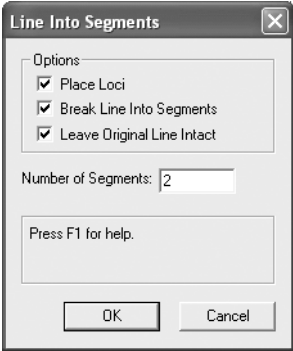 Line Into Segments
Options
Place Loci
Break Line Into Segments
Leave Original Line Intact
Number of Segments: 2
Press F1 for help.
OK Cancel